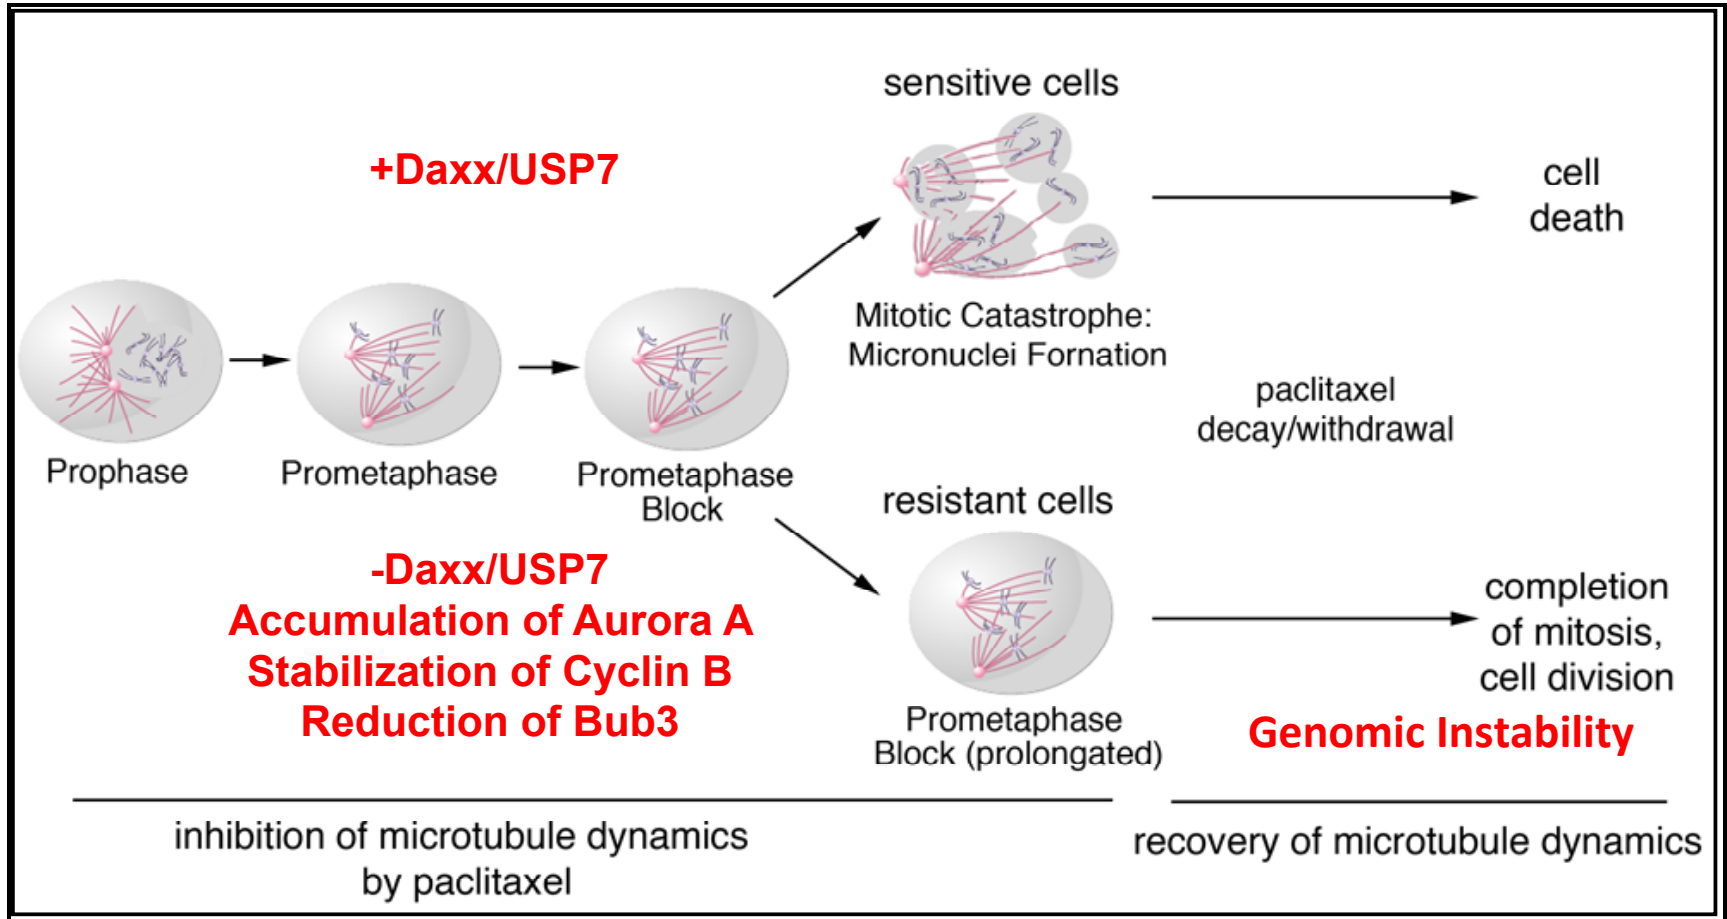 sensitive cells
+Daxx/USP7
cell
death
Mitotic Catastrophe:
Micronuclei Fornation
paclitaxel
decay/withdrawal
Prophase
Prometaphase
Prometaphase
Block
resistant cells
-Daxx/USP7
Accumulation of Aurora A
Stabilization of Cyclin B
Reduction of Bub3
completion
of mitosis,
cell division
Prometaphase
Block (prolongated)
Genomic Instability
inhibition of microtubule dynamics
by paclitaxel
recovery of microtubule dynamics